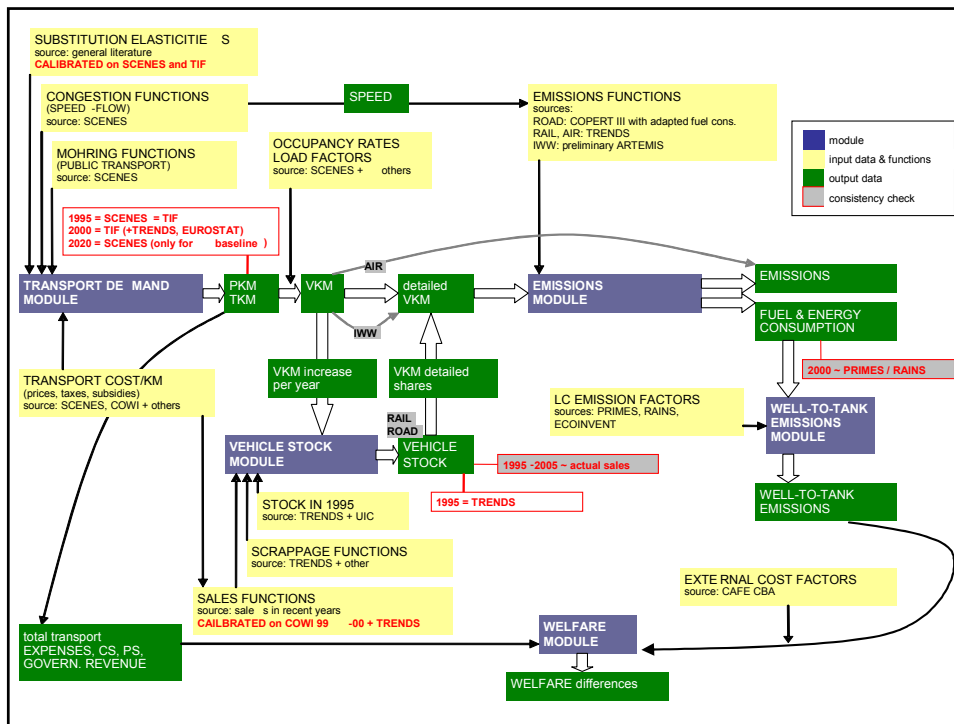 SUBSTITUTION ELASTICITIE S
source: general literature
CALIBRATED on SCENES and TIF
CONGESTION FUNCTIONS
(SPEED -FLOW)
source: SCENES
MOHRING FUNCTIONS
(PUBLIC TRANSPORT)
source: SCENES
SPEED
OCCUPANCY RATES
LOAD FACTORS
source: SCENES + others
EMISSIONS FUNCTIONS
sources:
ROAD: COPERT III with adapted fuel cons.
RAIL, AIR: TRENDS
IWW: preliminary ARTEMIS
module
input data & functions
output data
consistency check
1995 = SCENES = TIF
2000 = TIF (+TRENDS, EUROSTAT)
2020 = SCENES (only for baseline )
TRANSPORT DE MAND
MODULE
PKM
TKM
VKM
AIR
IWW
detailed
VKM
EMISSIONS
MODULE
EMISSIONS
FUEL & ENERGY
CONSUMPTION
2000 ~ PRIMES / RAINS
VKM increase
per year
VKM detailed
shares
TRANSPORT COST/KM
(prices, taxes, subsidies)
source: SCENES, COWI + others
LC EMISSION FACTORS
sources: PRIMES, RAINS,
ECOINVENT
WELL-TO-TANK
EMISSIONS
MODULE
RAIL
ROAD
VEHICLE STOCK
MODULE
VEHICLE
STOCK
1995 -2005 ~ actual sales
1995 = TRENDS
WELL-TO-TANK
EMISSIONS
STOCK IN 1995
source: TRENDS + UIC
SCRAPPAGE FUNCTIONS
source: TRENDS + other
SALES FUNCTIONS
source: sale s in recent years
CAILBRATED on COWI 99 -00 + TRENDS
EXTE RNAL COST FACTORS
source: CAFE CBA
total transport
EXPENSES, CS, PS,
GOVERN. REVENUE
WELFARE
MODULE
WELFARE differences